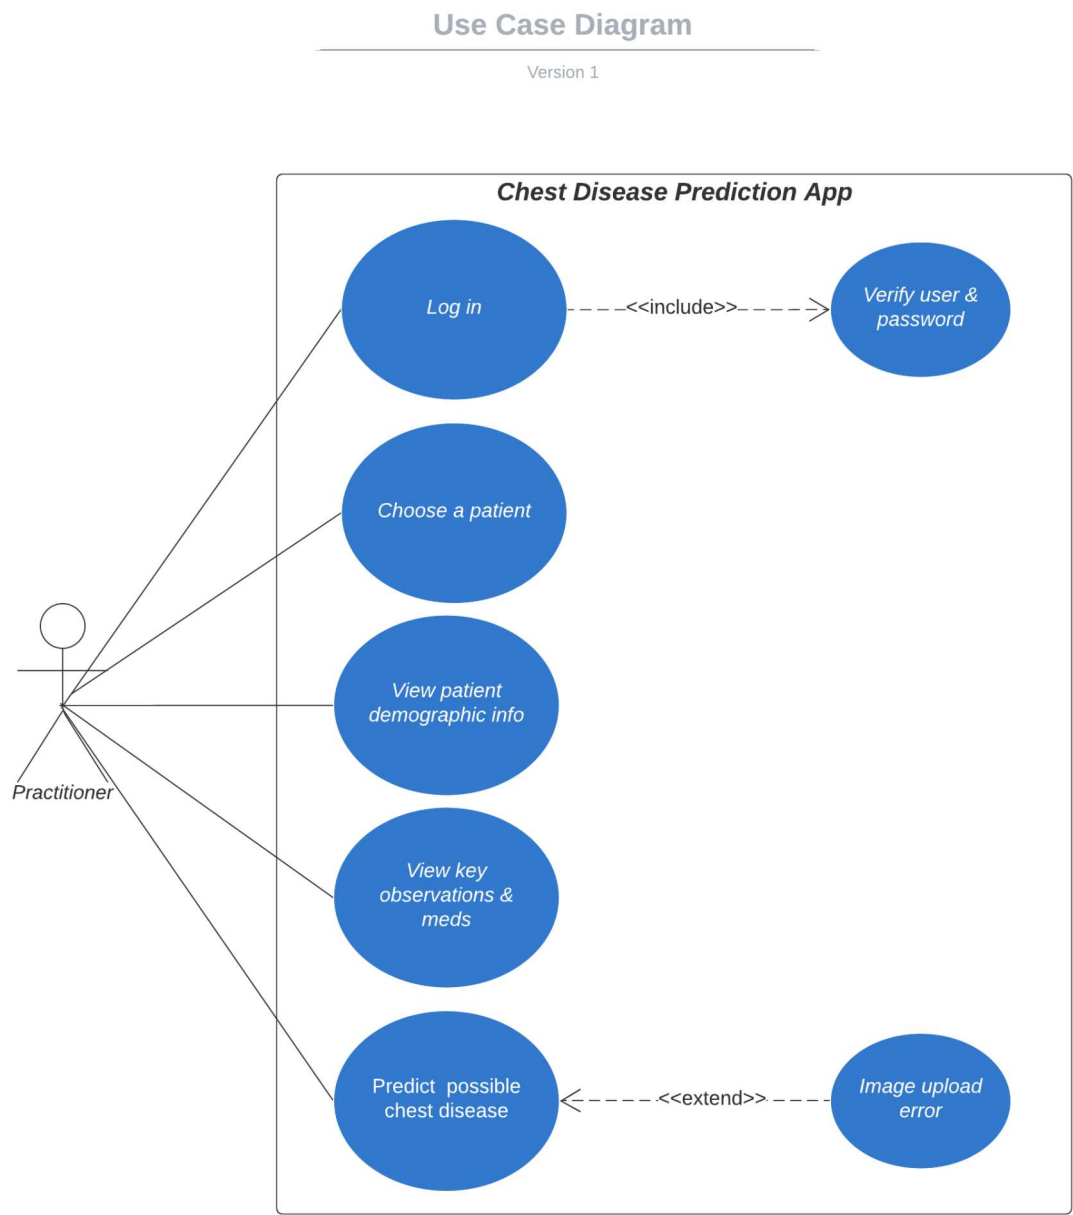 Use Case Diagram
Version 1
Chest Disease Prediction App
Log in
<<include>>
Verify user &
password
Choose a patient
View patient
demographic info
Practitioner
View key
observations &
meds
Predict  possible
chest disease
<<extend>>
Image upload
error